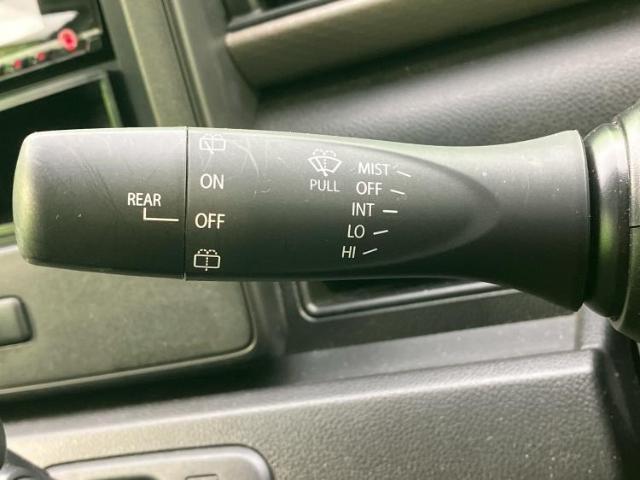 REAR
ON
OFF
PULL
MIST
OFF
INT
LO
HI